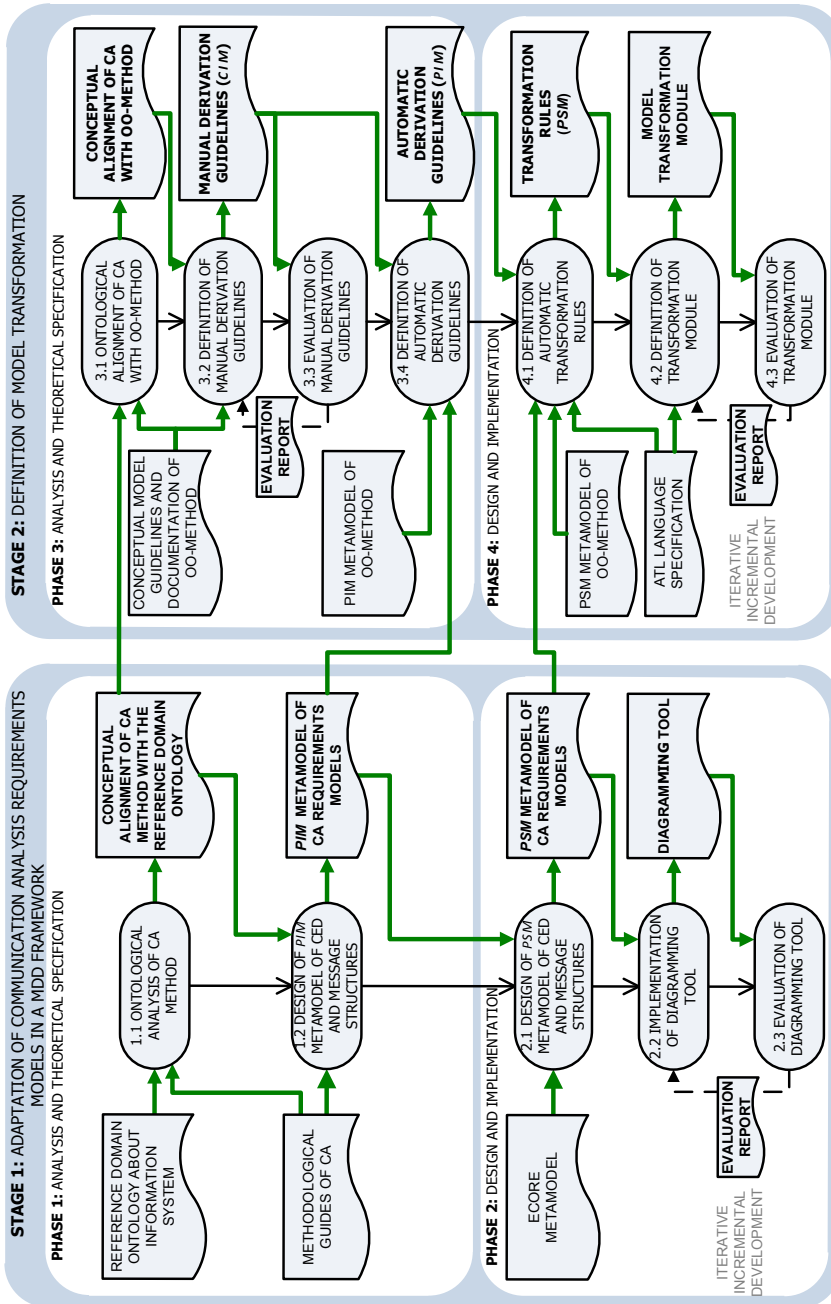 STAGE 1: ADAPTATION OF COMMUNICATION ANALYSIS REQUIREMENTS
MODELS IN A MDD FRAMEWORK
PHASE 1: ANALYSIS AND THEORETICAL SPECIFICATION
REFERENCE DOMAIN
ONTOLOGY ABOUT
INFORMATION
SYSTEM
METHODOLOGICAL
GUIDES OF CA
1.1 ONTOLOGICAL
ANALYSIS OF CA
METHOD
1.2 DESIGN OF PIM
METAMODEL OF CED
AND MESSAGE
STRUCTURES
CONCEPTUAL
ALIGNMENT OF CA
METHOD WITH THE
REFERENCE DOMAIN
ONTOLOGY
PIM METAMODEL OF
CA REQUIREMENTS
MODELS
PHASE 2: DESIGN AND IMPLEMENTATION
ECORE
METAMODEL
2.1 DESIGN OF PSM
METAMODEL OF CED
AND MESSAGE
STRUCTURES
2.2 IMPLEMENTATION
OF DIAGRAMMING
TOOL
2.3 EVALUATION OF
DIAGRAMMING TOOL
PSM METAMODEL OF
CA REQUIREMENTS
MODELS
DIAGRAMMING TOOL
EVALUATION
REPORT
ITERATIVE
INCREMENTAL
DEVELOPMENT
STAGE 2: DEFINITION OF MODEL TRANSFORMATION
PHASE 3: ANALYSIS AND THEORETICAL SPECIFICATION
CONCEPTUAL MODEL
GUIDELINES AND
DOCUMENTATION OF
OO-METHOD
EVALUATION
REPORT
PIM METAMODEL OF
OO-METHOD
3.1 ONTOLOGICAL
ALIGNMENT OF CA
WITH OO-METHOD
3.2 DEFINITION OF
MANUAL DERIVATION
GUIDELINES
3.3 EVALUATION OF
MANUAL DERIVATION
GUIDELINES
3.4 DEFINITION OF
AUTOMATIC
DERIVATION
GUIDELINES
CONCEPTUAL
ALIGNMENT OF CA
WITH OO-METHOD
MANUAL DERIVATION
GUIDELINES (CIM)
AUTOMATIC
DERIVATION
GUIDELINES (PIM)
PHASE 4: DESIGN AND IMPLEMENTATION
PSM METAMODEL OF
OO-METHOD
ATL LANGUAGE
SPECIFICATION
4.1 DEFINITION OF
AUTOMATIC
TRANSFORMATION
RULES
4.2 DEFINITION OF
TRANSFORMATION
MODULE
4.3 EVALUATION OF
TRANSFORMATION
MODULE
TRANSFORMATION
RULES
(PSM)
MODEL
TRANSFORMATION
MODULE
EVALUATION
REPORT
ITERATIVE
INCREMENTAL
DEVELOPMENT